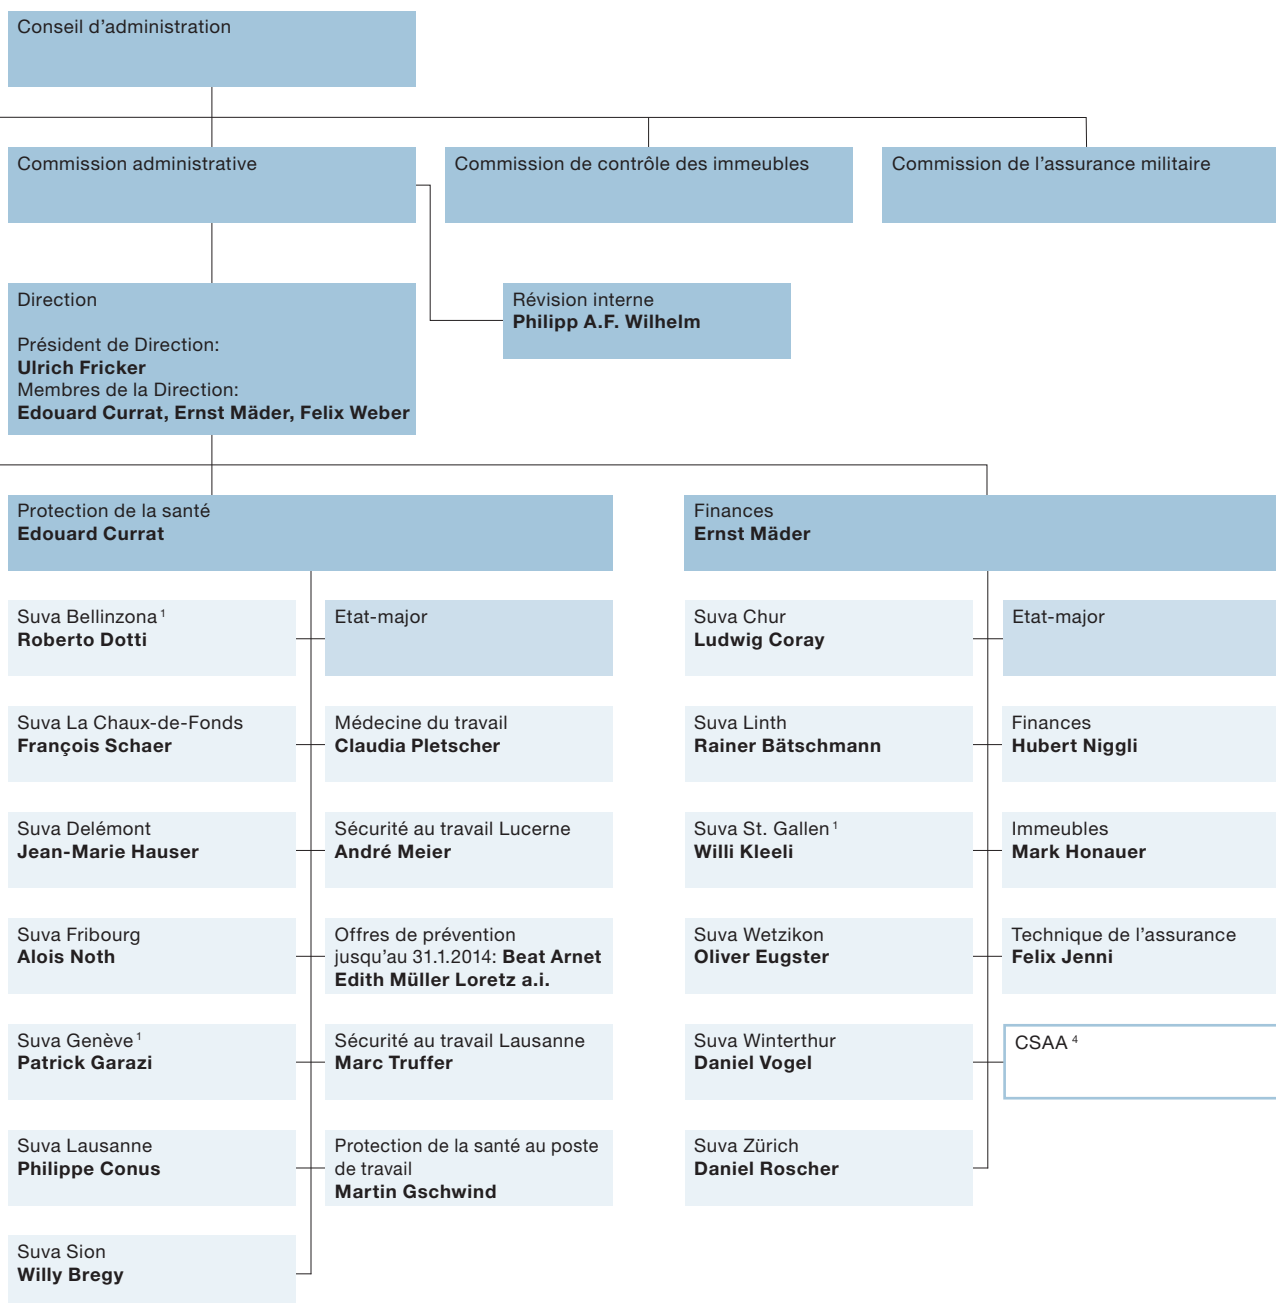 Conseil d'administration
Commission administrative
Commission de contrôle des immeubles
Commission de l'assurance militaire
Direction
Président de Direction:
Ulrich Fricker
Membres de la Direction:
Edouard Currat, Ernst Mäder, Felix Weber
Révision interne
Philipp A.F. Wilhelm
Protection de la santé
Edouard Currat
Suva Bellinzona ¹
Roberto Dotti
Etat-major
Suva La Chaux-de-Fonds
François Schaer
Médecine du travail
Claudia Pletscher
Suva Delémont
Jean-Marie Hauser
Sécurité au travail Lucerne
André Meier
Suva Fribourg
Alois Noth
Offres de prévention
jusqu'au 31.1.2014: Beat Arnet
Edith Müller Loretz a.i.
Suva Genève ¹
Patrick Garazi
Sécurité au travail Lausanne
Marc Truffer
Suva Lausanne
Philippe Conus
Protection de la santé au poste
de travail
Martin Gschwind
Suva Sion
Willy Bregy
Finances
Ernst Mäder
Suva Chur
Ludwig Coray
Etat-major
Suva Linth
Rainer Bätschmann
Finances
Hubert Niggli
Suva St. Gallen ¹
Willi Kleeli
Immeubles
Mark Honauer
Suva Wetzikon
Oliver Eugster
Technique de l'assurance
Felix Jenni
Suva Winterthur
Daniel Vogel
CSAA ⁴
Suva Zürich
Daniel Roscher